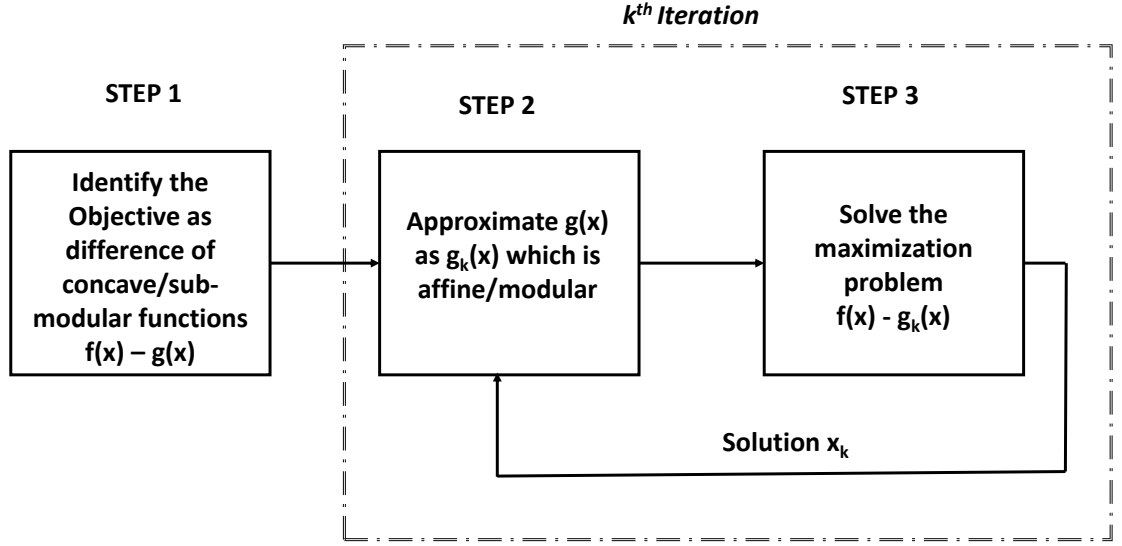 kᵗʰ Iteration
STEP 1
STEP 2
STEP 3
Identify the
Objective as
difference of
concave/sub-
modular functions
f(x) – g(x)
Approximate g(x)
as gₖ(x) which is
affine/modular
Solve the
maximization
problem
f(x) - gₖ(x)
Solution xₖ